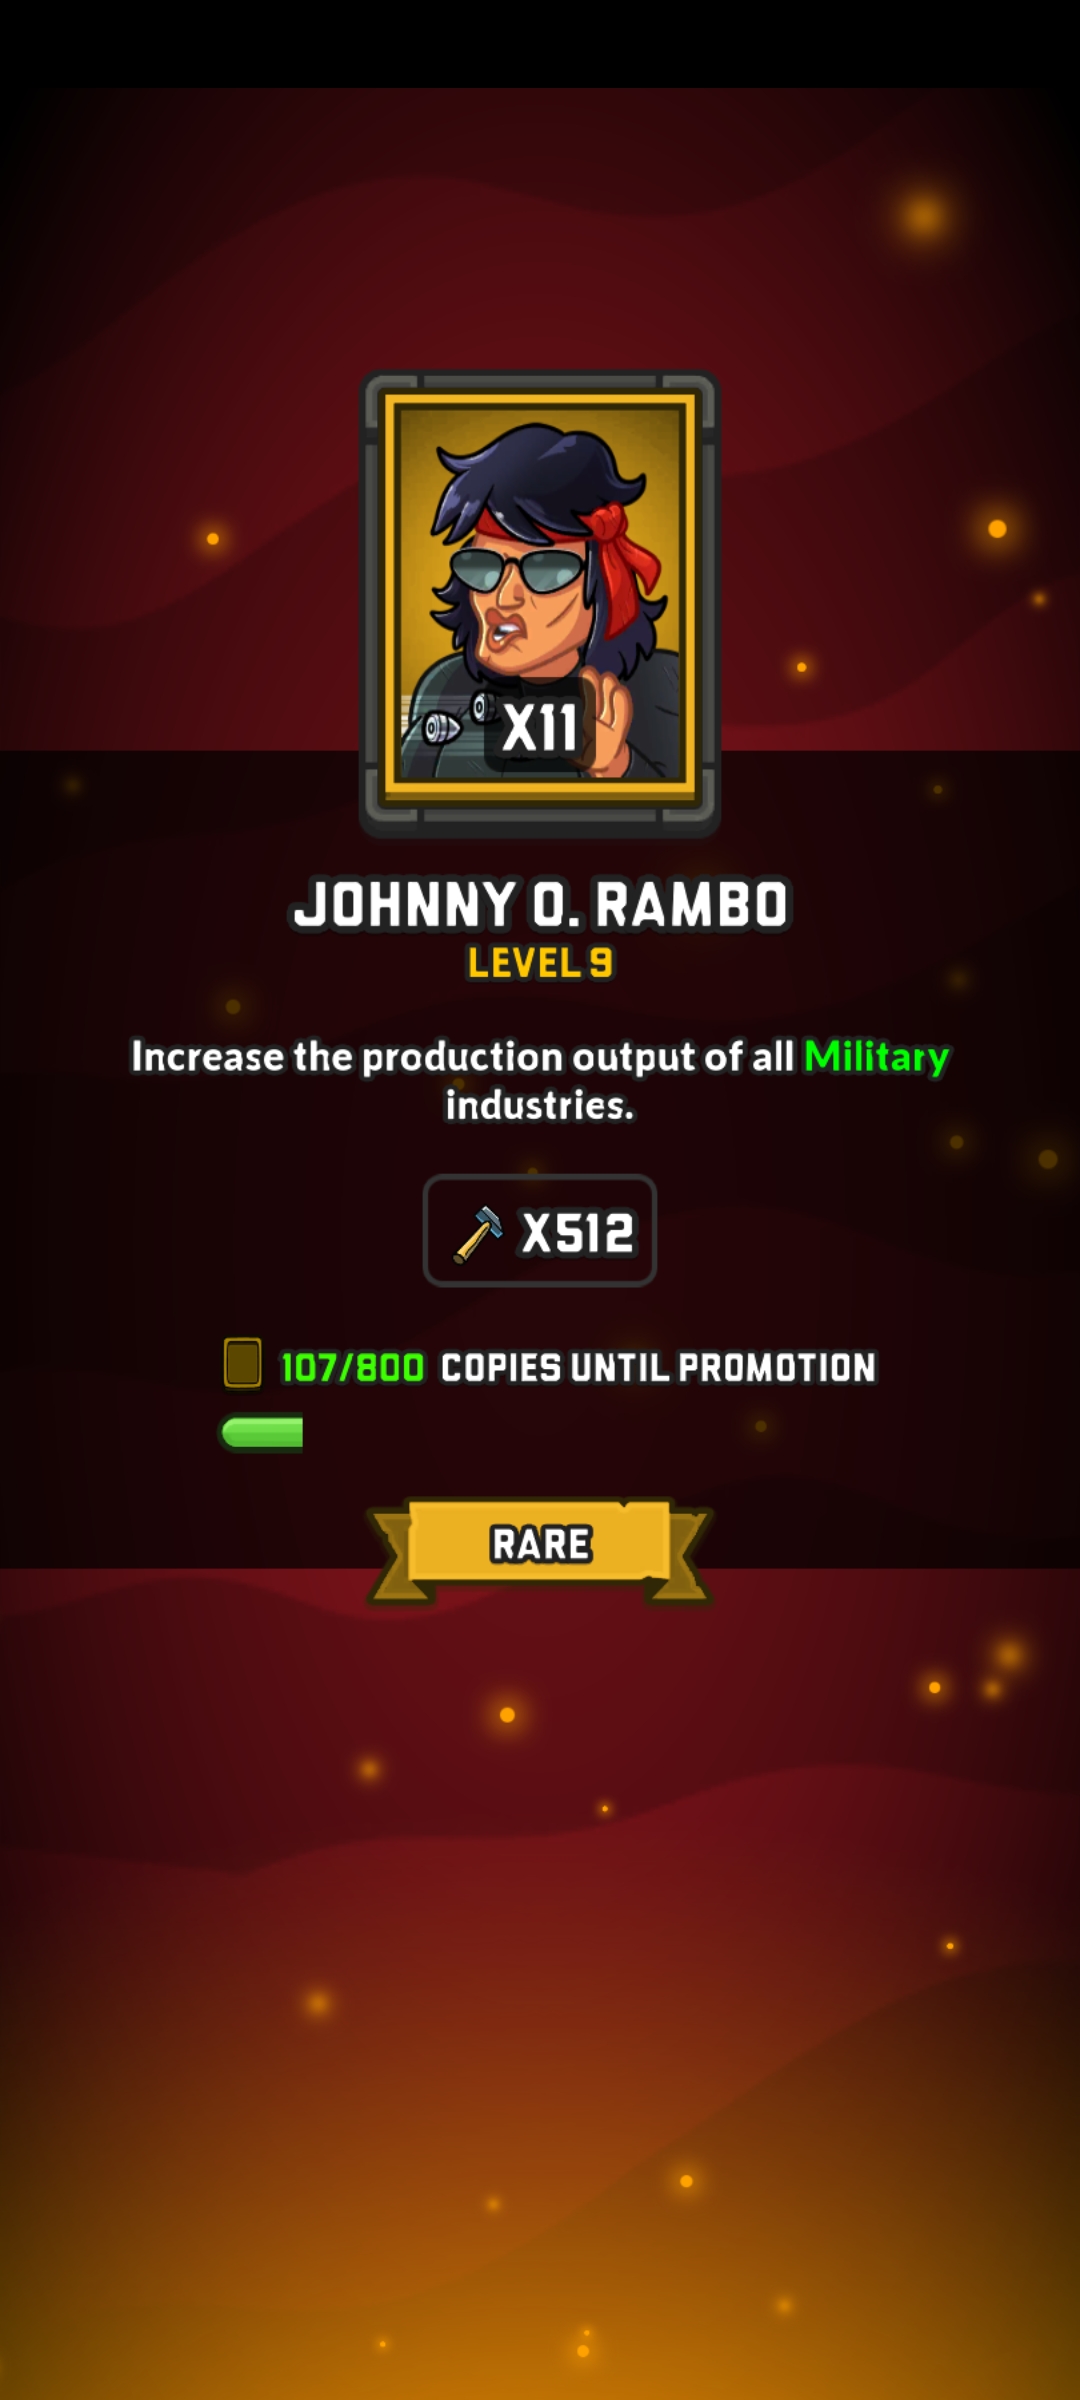 X11
JOHNNY O. RAMBO
LEVEL 9
Increase the production output of all Military
industries.
X512
107/800 COPIES UNTIL PROMOTION
RARE